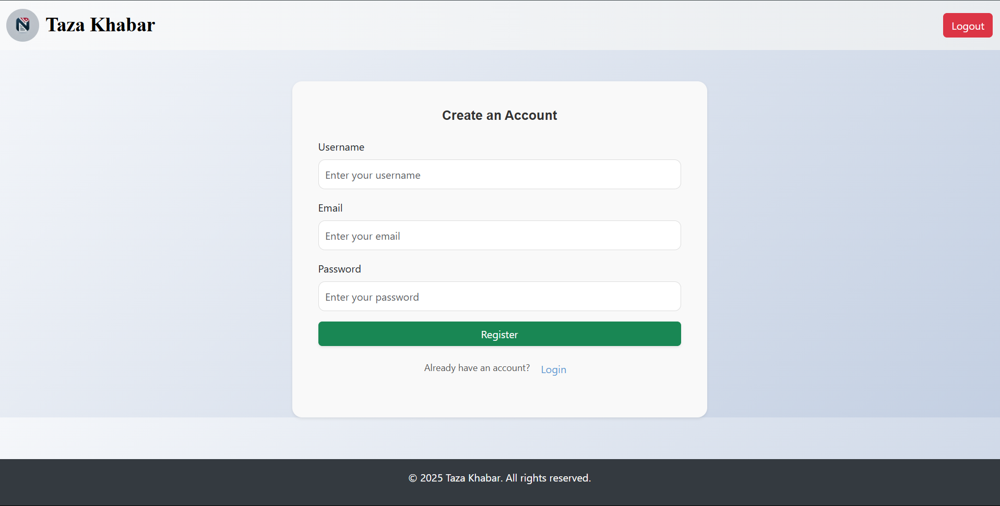 Taza Khabar
Logout
Create an Account
Username
Enter your username
Email
Enter your email
Password
Enter your password
Register
Already have an account? Login
© 2025 Taza Khabar. All rights reserved.